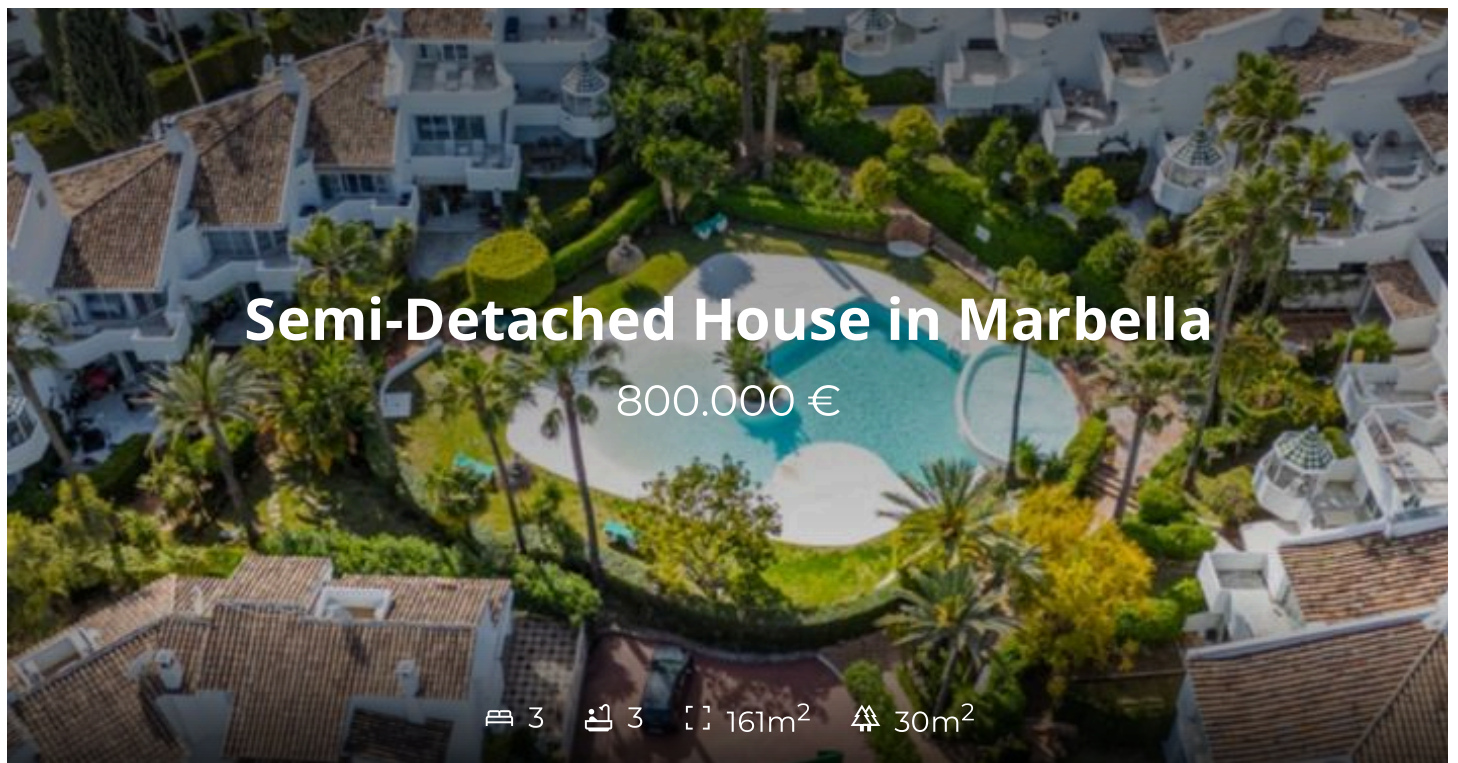 Semi-Detached House in Marbella
800.000 €
3 3 161m² 30m²